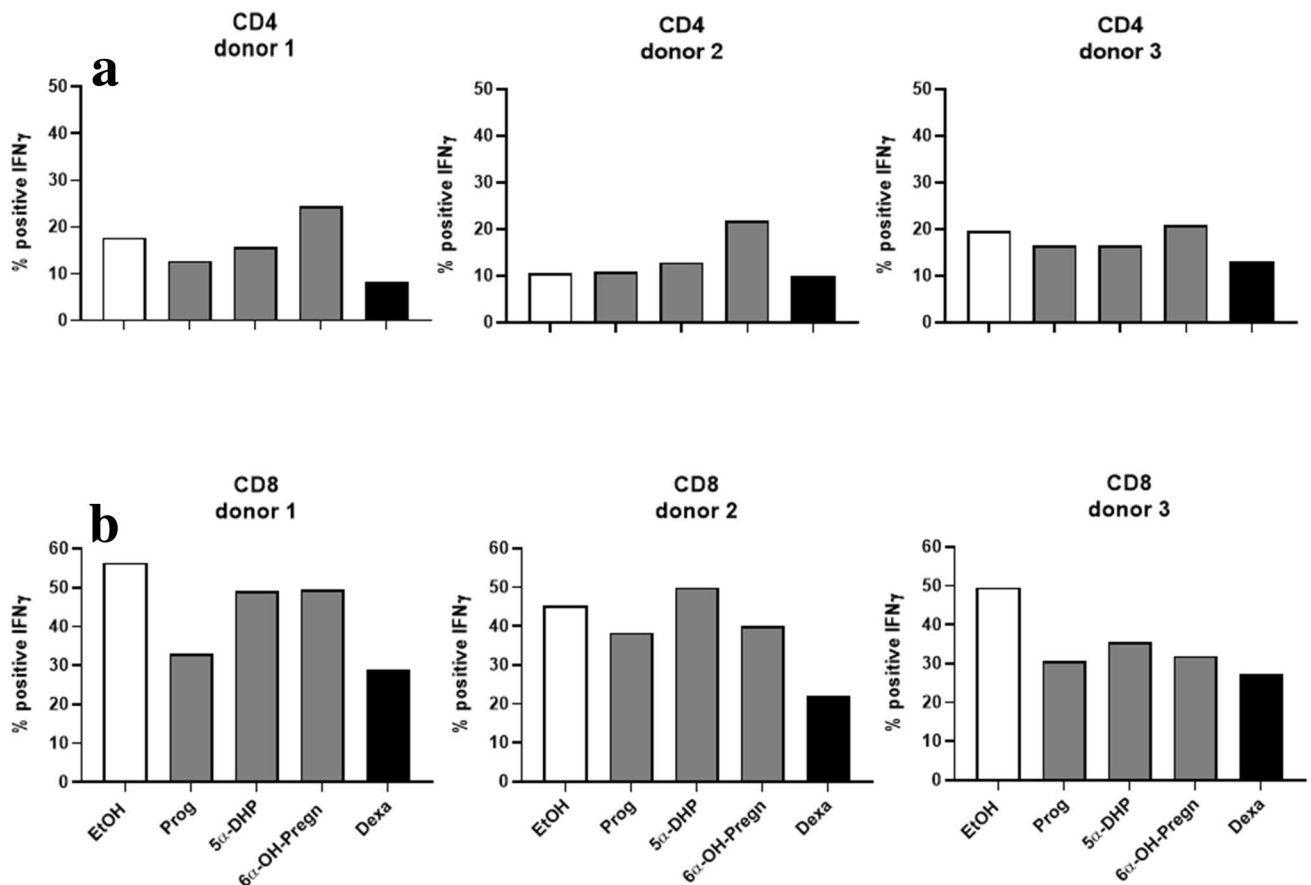 a
CD4
donor 1
% positive IFNγ
50
40
30
20
10
0
CD4
donor 2
% positive IFNγ
50
40
30
20
10
0
CD4
donor 3
% positive IFNγ
50
40
30
20
10
0
b
CD8
donor 1
% positive IFNγ
60
50
40
30
20
10
0
EtOH
Prog
5α-DHP
6α-OH-Pregn
Dexa
CD8
donor 2
% positive IFNγ
60
50
40
30
20
10
0
EtOH
Prog
5α-DHP
6α-OH-Pregn
Dexa
CD8
donor 3
% positive IFNγ
60
50
40
30
20
10
0
EtOH
Prog
5α-DHP
6α-OH-Pregn
Dexa